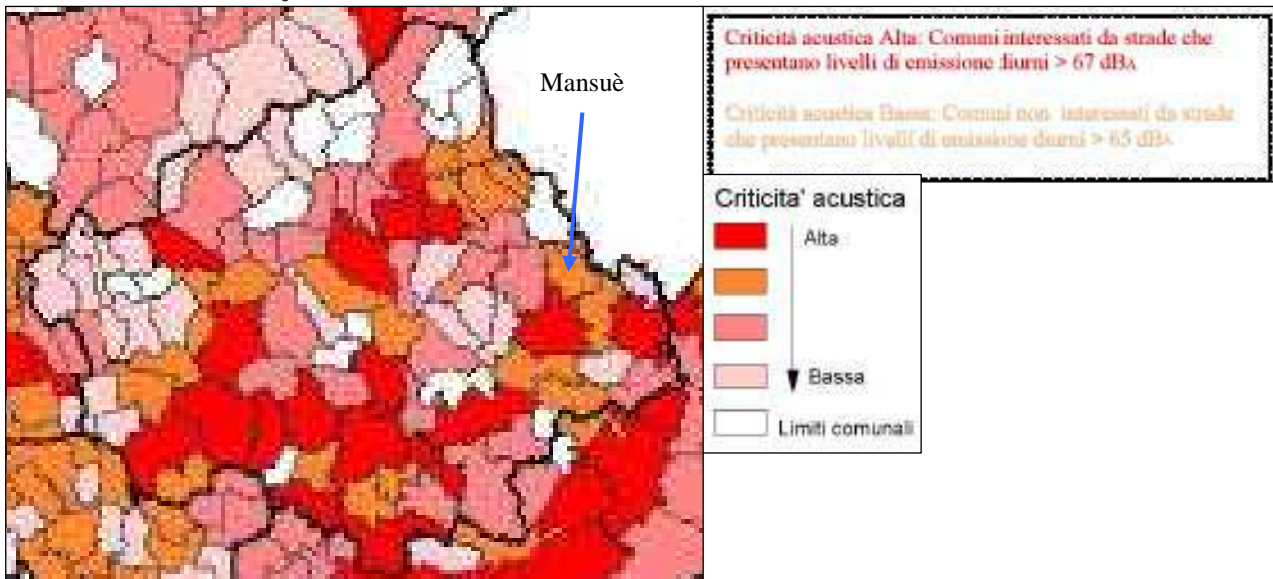 Mansuè
Criticità acustica Alta: Comuni interessati da strade che
presentano livelli di emissione diurni > 67 dBA
Criticità acustica Bassa: Comuni non interessati da strade
che presentano livelli di emissione diurni > 65 dBA
Criticita' acustica
Alta
Bassa
Limiti comunali